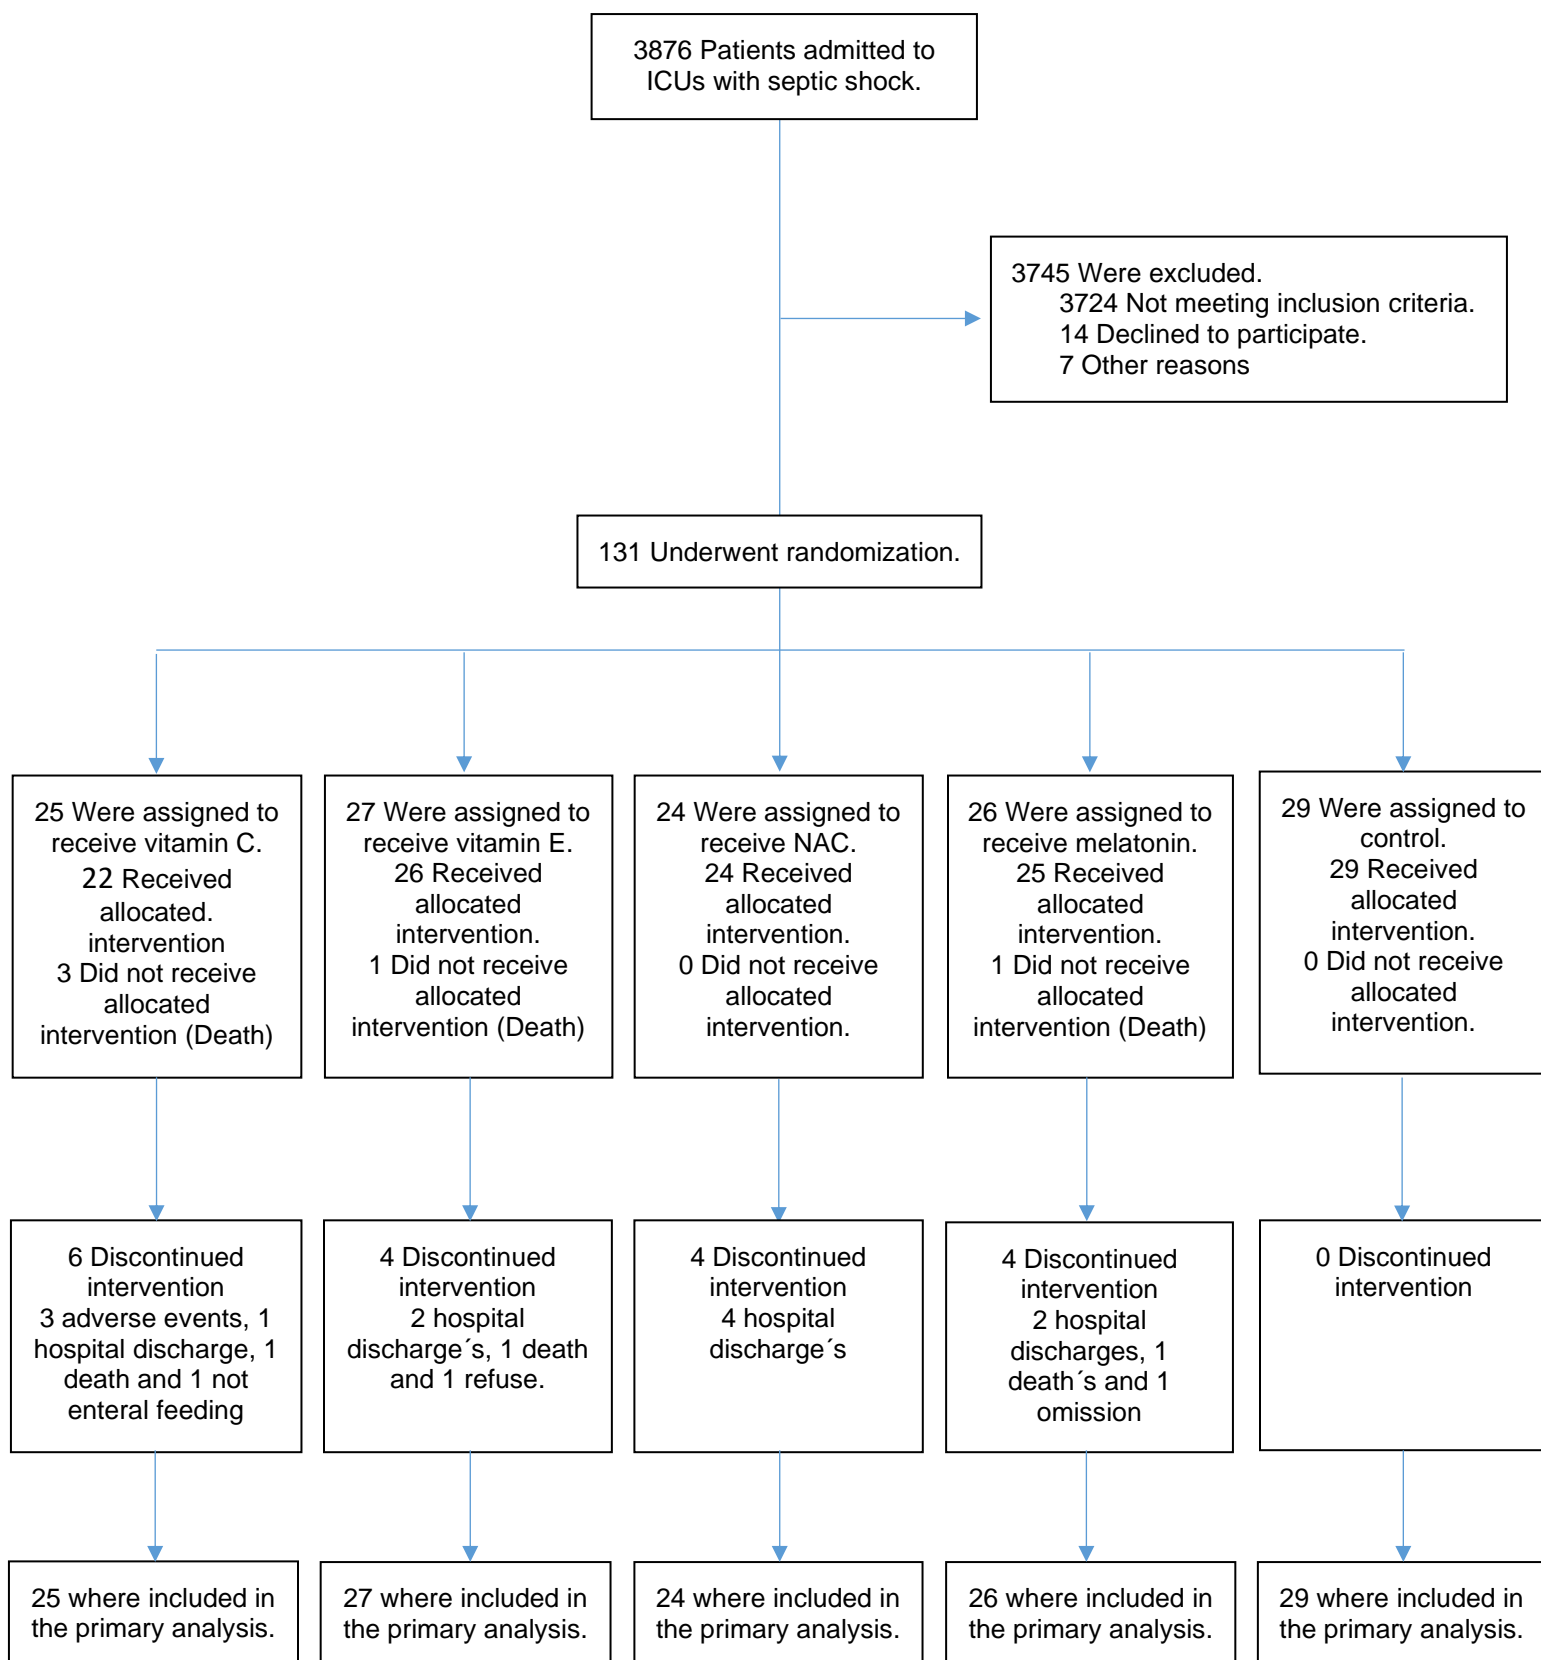 3876 Patients admitted to
ICUs with septic shock.
3745 Were excluded.
3724 Not meeting inclusion criteria.
14 Declined to participate.
7 Other reasons
131 Underwent randomization.
25 Were assigned to
receive vitamin C.
22 Received
allocated.
intervention
3 Did not receive
allocated
intervention (Death)
27 Were assigned to
receive vitamin E.
26 Received
allocated
intervention.
1 Did not receive
allocated
intervention (Death)
24 Were assigned to
receive NAC.
24 Received
allocated
intervention.
0 Did not receive
allocated
intervention.
26 Were assigned to
receive melatonin.
25 Received
allocated
intervention.
1 Did not receive
allocated
intervention (Death)
29 Were assigned to
control.
29 Received
allocated
intervention.
0 Did not receive
allocated
intervention.
6 Discontinued
intervention
3 adverse events, 1
hospital discharge, 1
death and 1 not
enteral feeding
4 Discontinued
intervention
2 hospital
discharge´s, 1 death
and 1 refuse.
4 Discontinued
intervention
4 hospital
discharge´s
4 Discontinued
intervention
2 hospital
discharges, 1
death´s and 1
omission
0 Discontinued
intervention
25 where included in
the primary analysis.
27 where included in
the primary analysis.
24 where included in
the primary analysis.
26 where included in
the primary analysis.
29 where included in
the primary analysis.